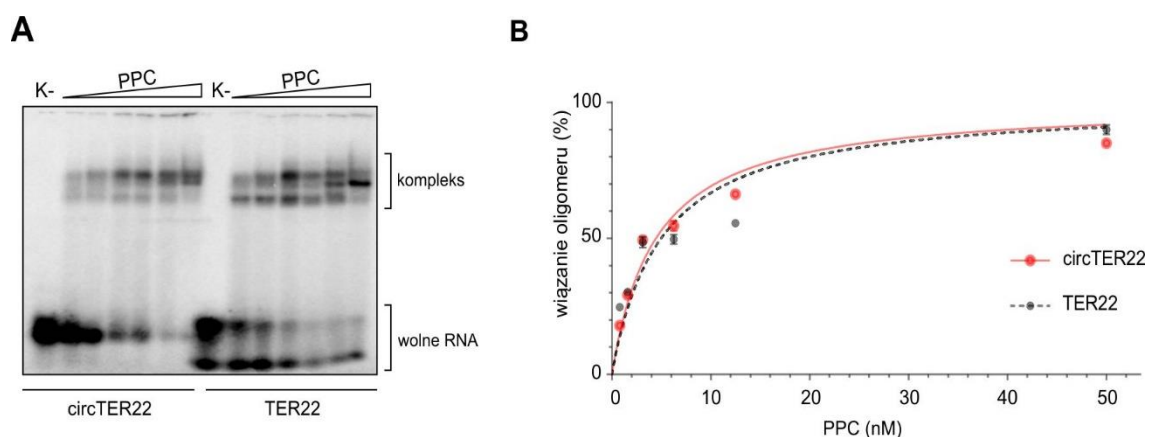 A
K-
PPC
K-
PPC
kompleks
wolne RNA
circTER22
TER22
B
wiązanie oligomeru (%)
100
50
0
0
10
20
30
40
50
PPC (nM)
circTER22
TER22